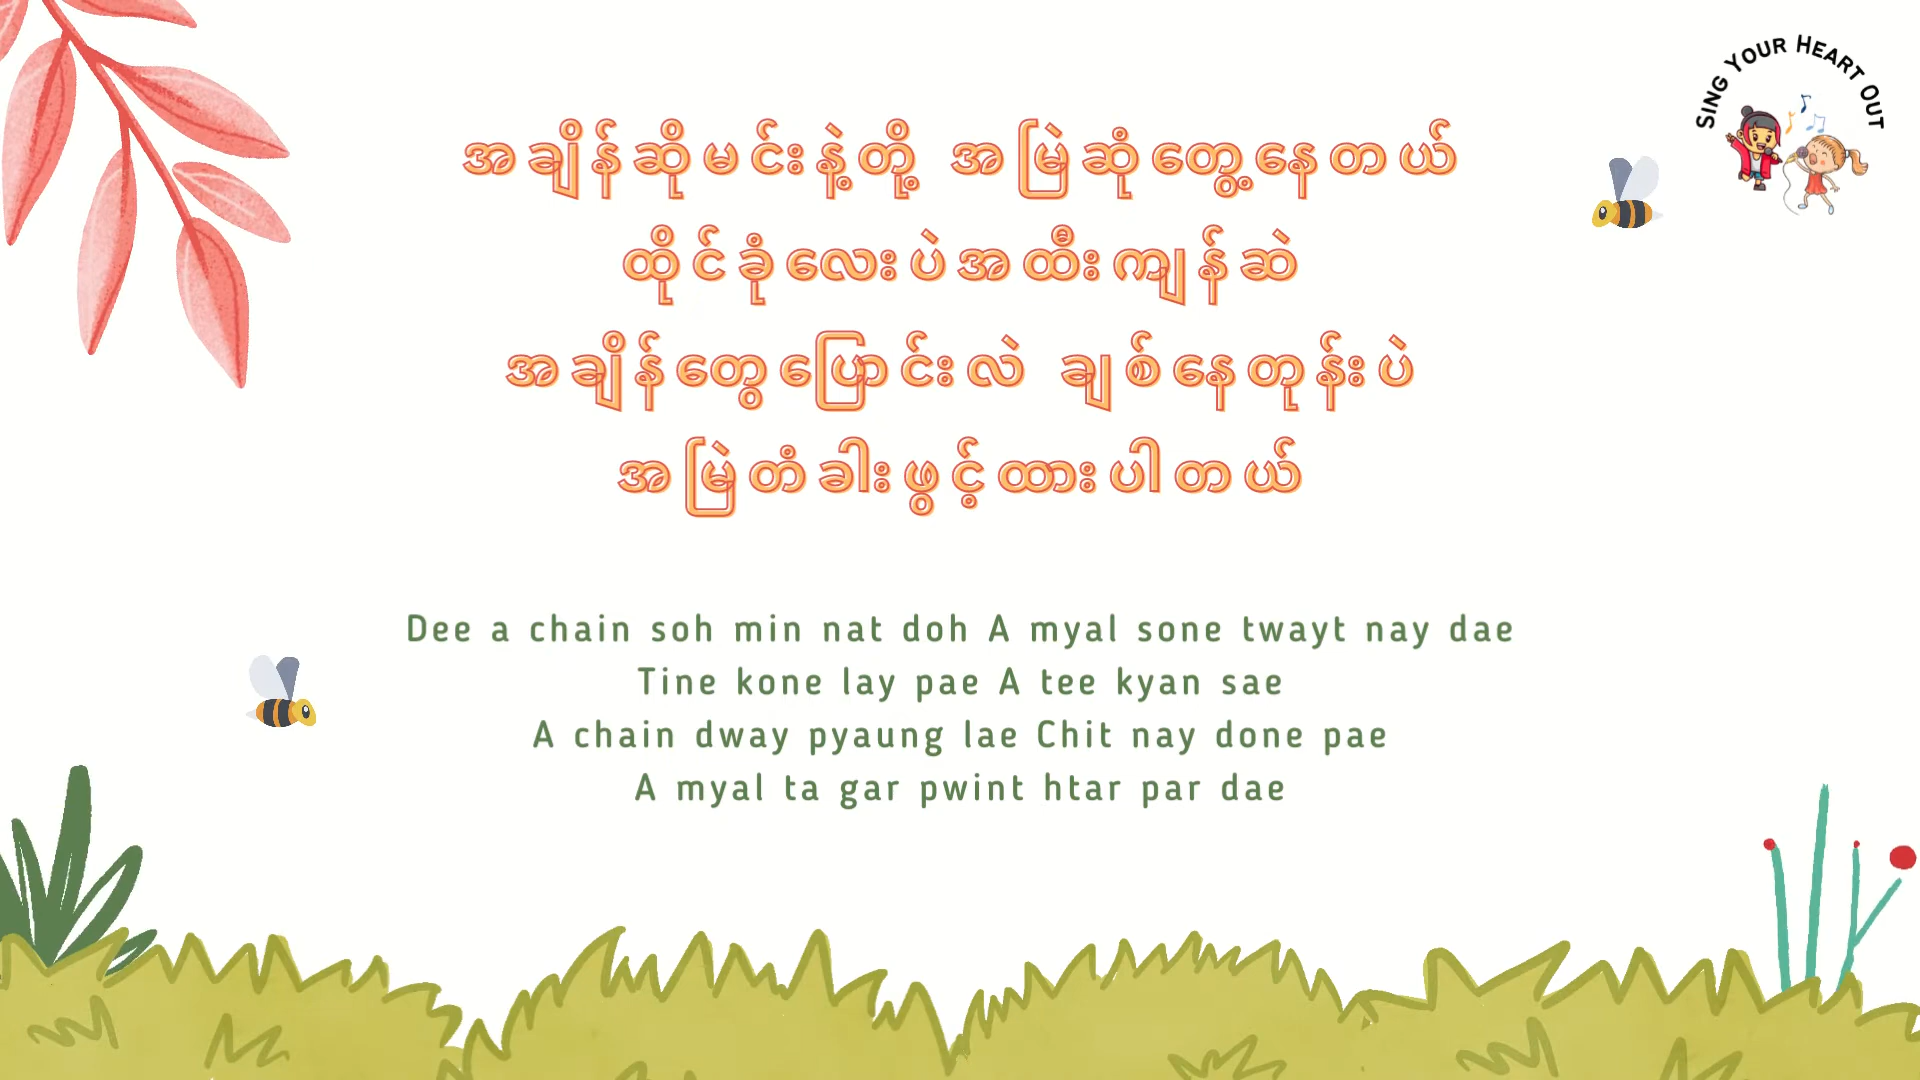 SING YOUR HEART OUT
အချိန်ဆိုမင်းနဲ့တို့ အမြဲဆုံတွေ့နေတယ်
ထိုင်ခုံလေးပဲအထီးကျန်ဆဲ
အချိန်တွေပြောင်းလဲ ချစ်နေတုန်းပဲ
အမြဲတံခါးဖွင့်ထားပါတယ်
Dee a chain soh min nat doh A myal sone twayt nay dae
Tine kone lay pae A tee kyan sae
A chain dway pyaung lae Chit nay done pae
A myal ta gar pwint htar par dae